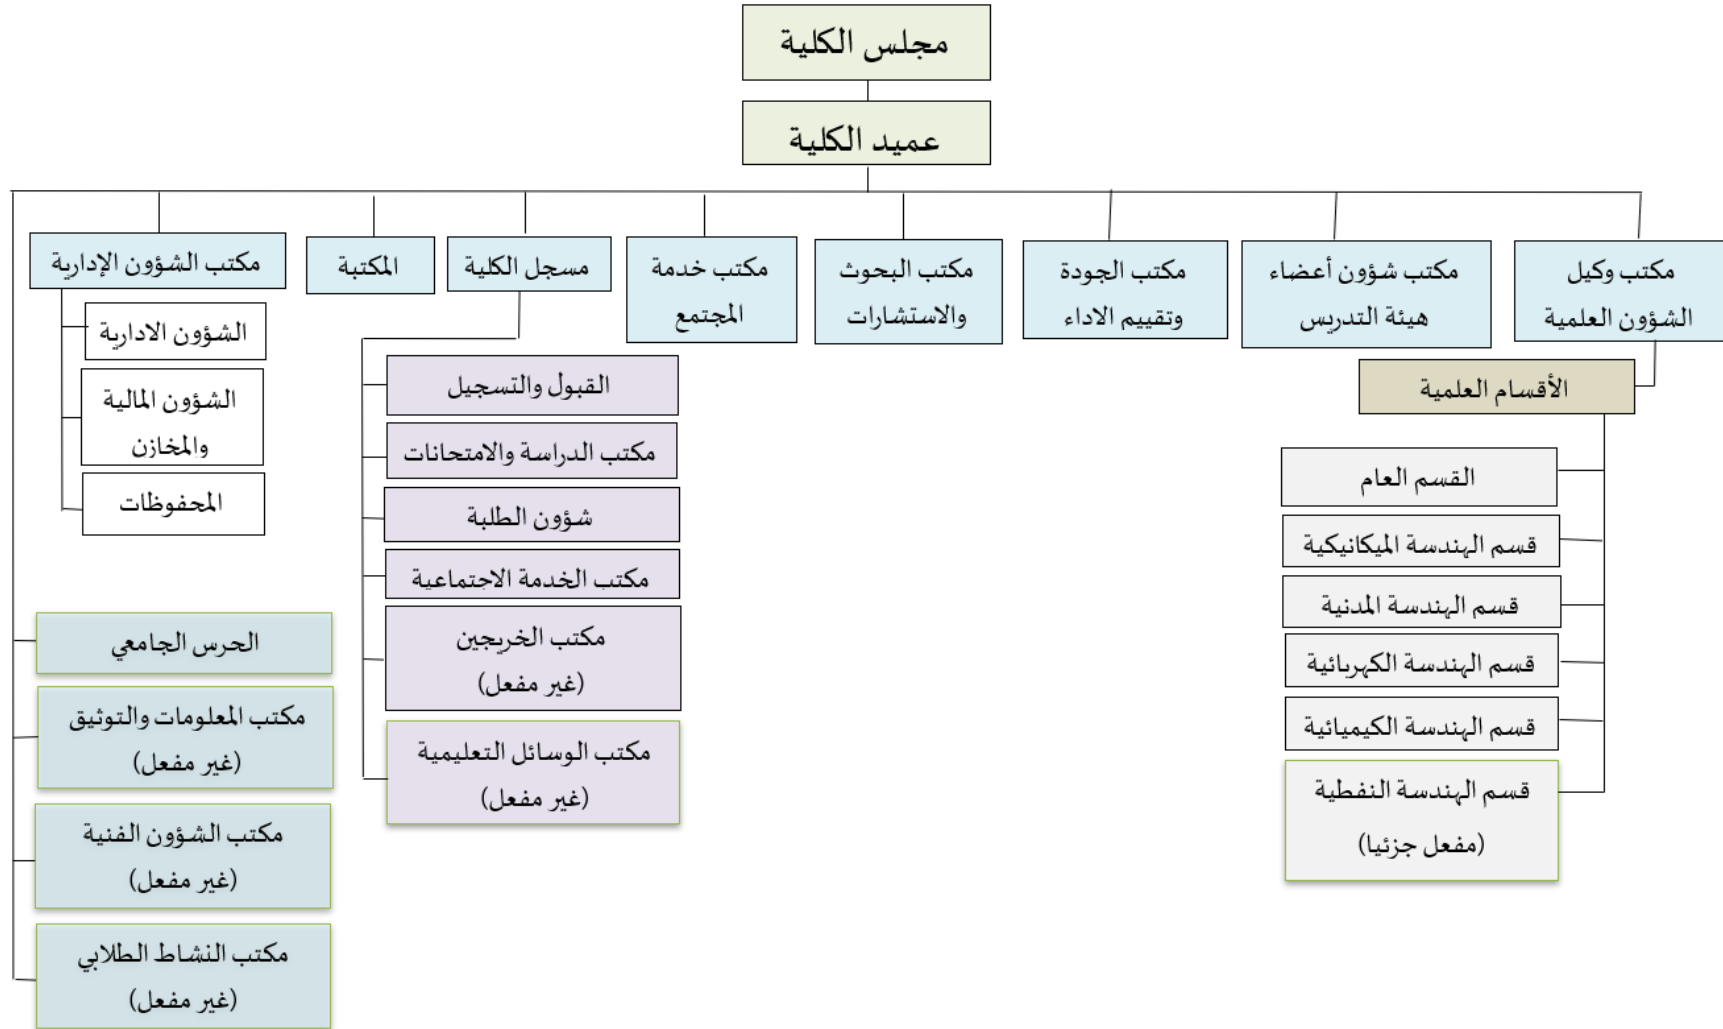 مجلس الكلية
عميد الكلية
مكتب وكيل
الشؤون العلمية
مكتب شؤون أعضاء
هيئة التدريس
مكتب الجودة
وتقييم الاداء
مكتب البحوث
والاستشارات
مكتب خدمة
المجتمع
مسجل الكلية
المكتبة
مكتب الشؤون الإدارية
الأقسام العلمية
القسم العام
قسم الهندسة الميكانيكية
قسم الهندسة المدنية
قسم الهندسة الكهربائية
قسم الهندسة الكيميائية
قسم الهندسة النفطية
(مفعل جزئيا)
القبول والتسجيل
مكتب الدراسة والامتحانات
شؤون الطلبة
مكتب الخدمة الاجتماعية
مكتب الخريجين
(غير مفعل)
مكتب الوسائل التعليمية
(غير مفعل)
الشؤون الادارية
الشؤون المالية
والمخازن
المحفوظات
الحرس الجامعي
مكتب المعلومات والتوثيق
(غير مفعل)
مكتب الشؤون الفنية
(غير مفعل)
مكتب النشاط الطلابي
(غير مفعل)